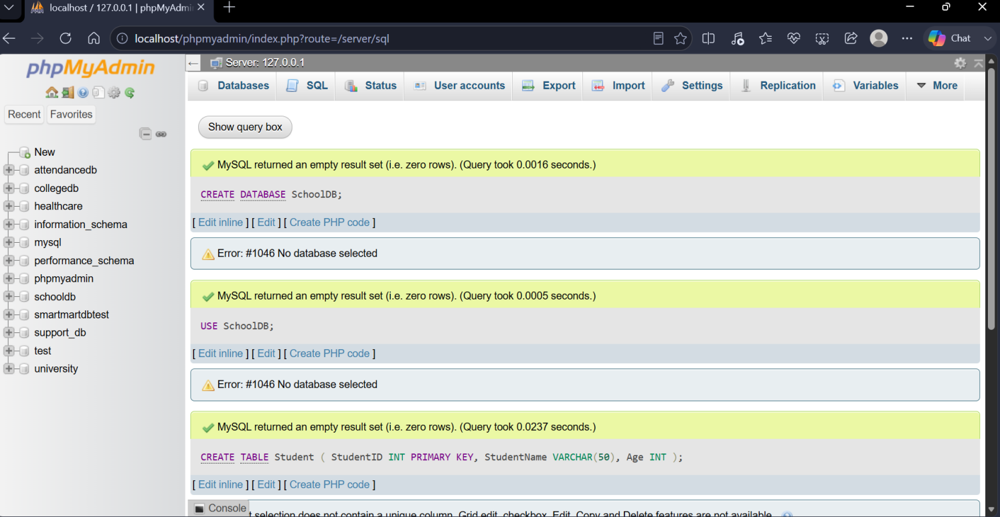 localhost / 127.0.0.1 | phpMyAdmi
localhost/phpmyadmin/index.php?route=/server/sql
Chat
phpMyAdmin
Recent
Favorites
New
attendancedb
collegedb
healthcare
information_schema
mysql
performance_schema
phpmyadmin
schooldb
smartmartdbtest
support_db
test
university
Server: 127.0.0.1
Databases
SQL
Status
User accounts
Export
Import
Settings
Replication
Variables
More
Show query box
MySQL returned an empty result set (i.e. zero rows). (Query took 0.0016 seconds.)
CREATE DATABASE SchoolDB;
[ Edit inline ] [ Edit ] [ Create PHP code ]
Error: #1046 No database selected
MySQL returned an empty result set (i.e. zero rows). (Query took 0.0005 seconds.)
USE SchoolDB;
[ Edit inline ] [ Edit ] [ Create PHP code ]
Error: #1046 No database selected
MySQL returned an empty result set (i.e. zero rows). (Query took 0.0237 seconds.)
CREATE TABLE Student ( StudentID INT PRIMARY KEY, StudentName VARCHAR(50), Age INT );
[ Edit inline ] [ Edit ] [ Create PHP code ]
Console
t selection does not contain a unique column. Grid edit, checkbox, Edit, Copy and Delete features are not available.